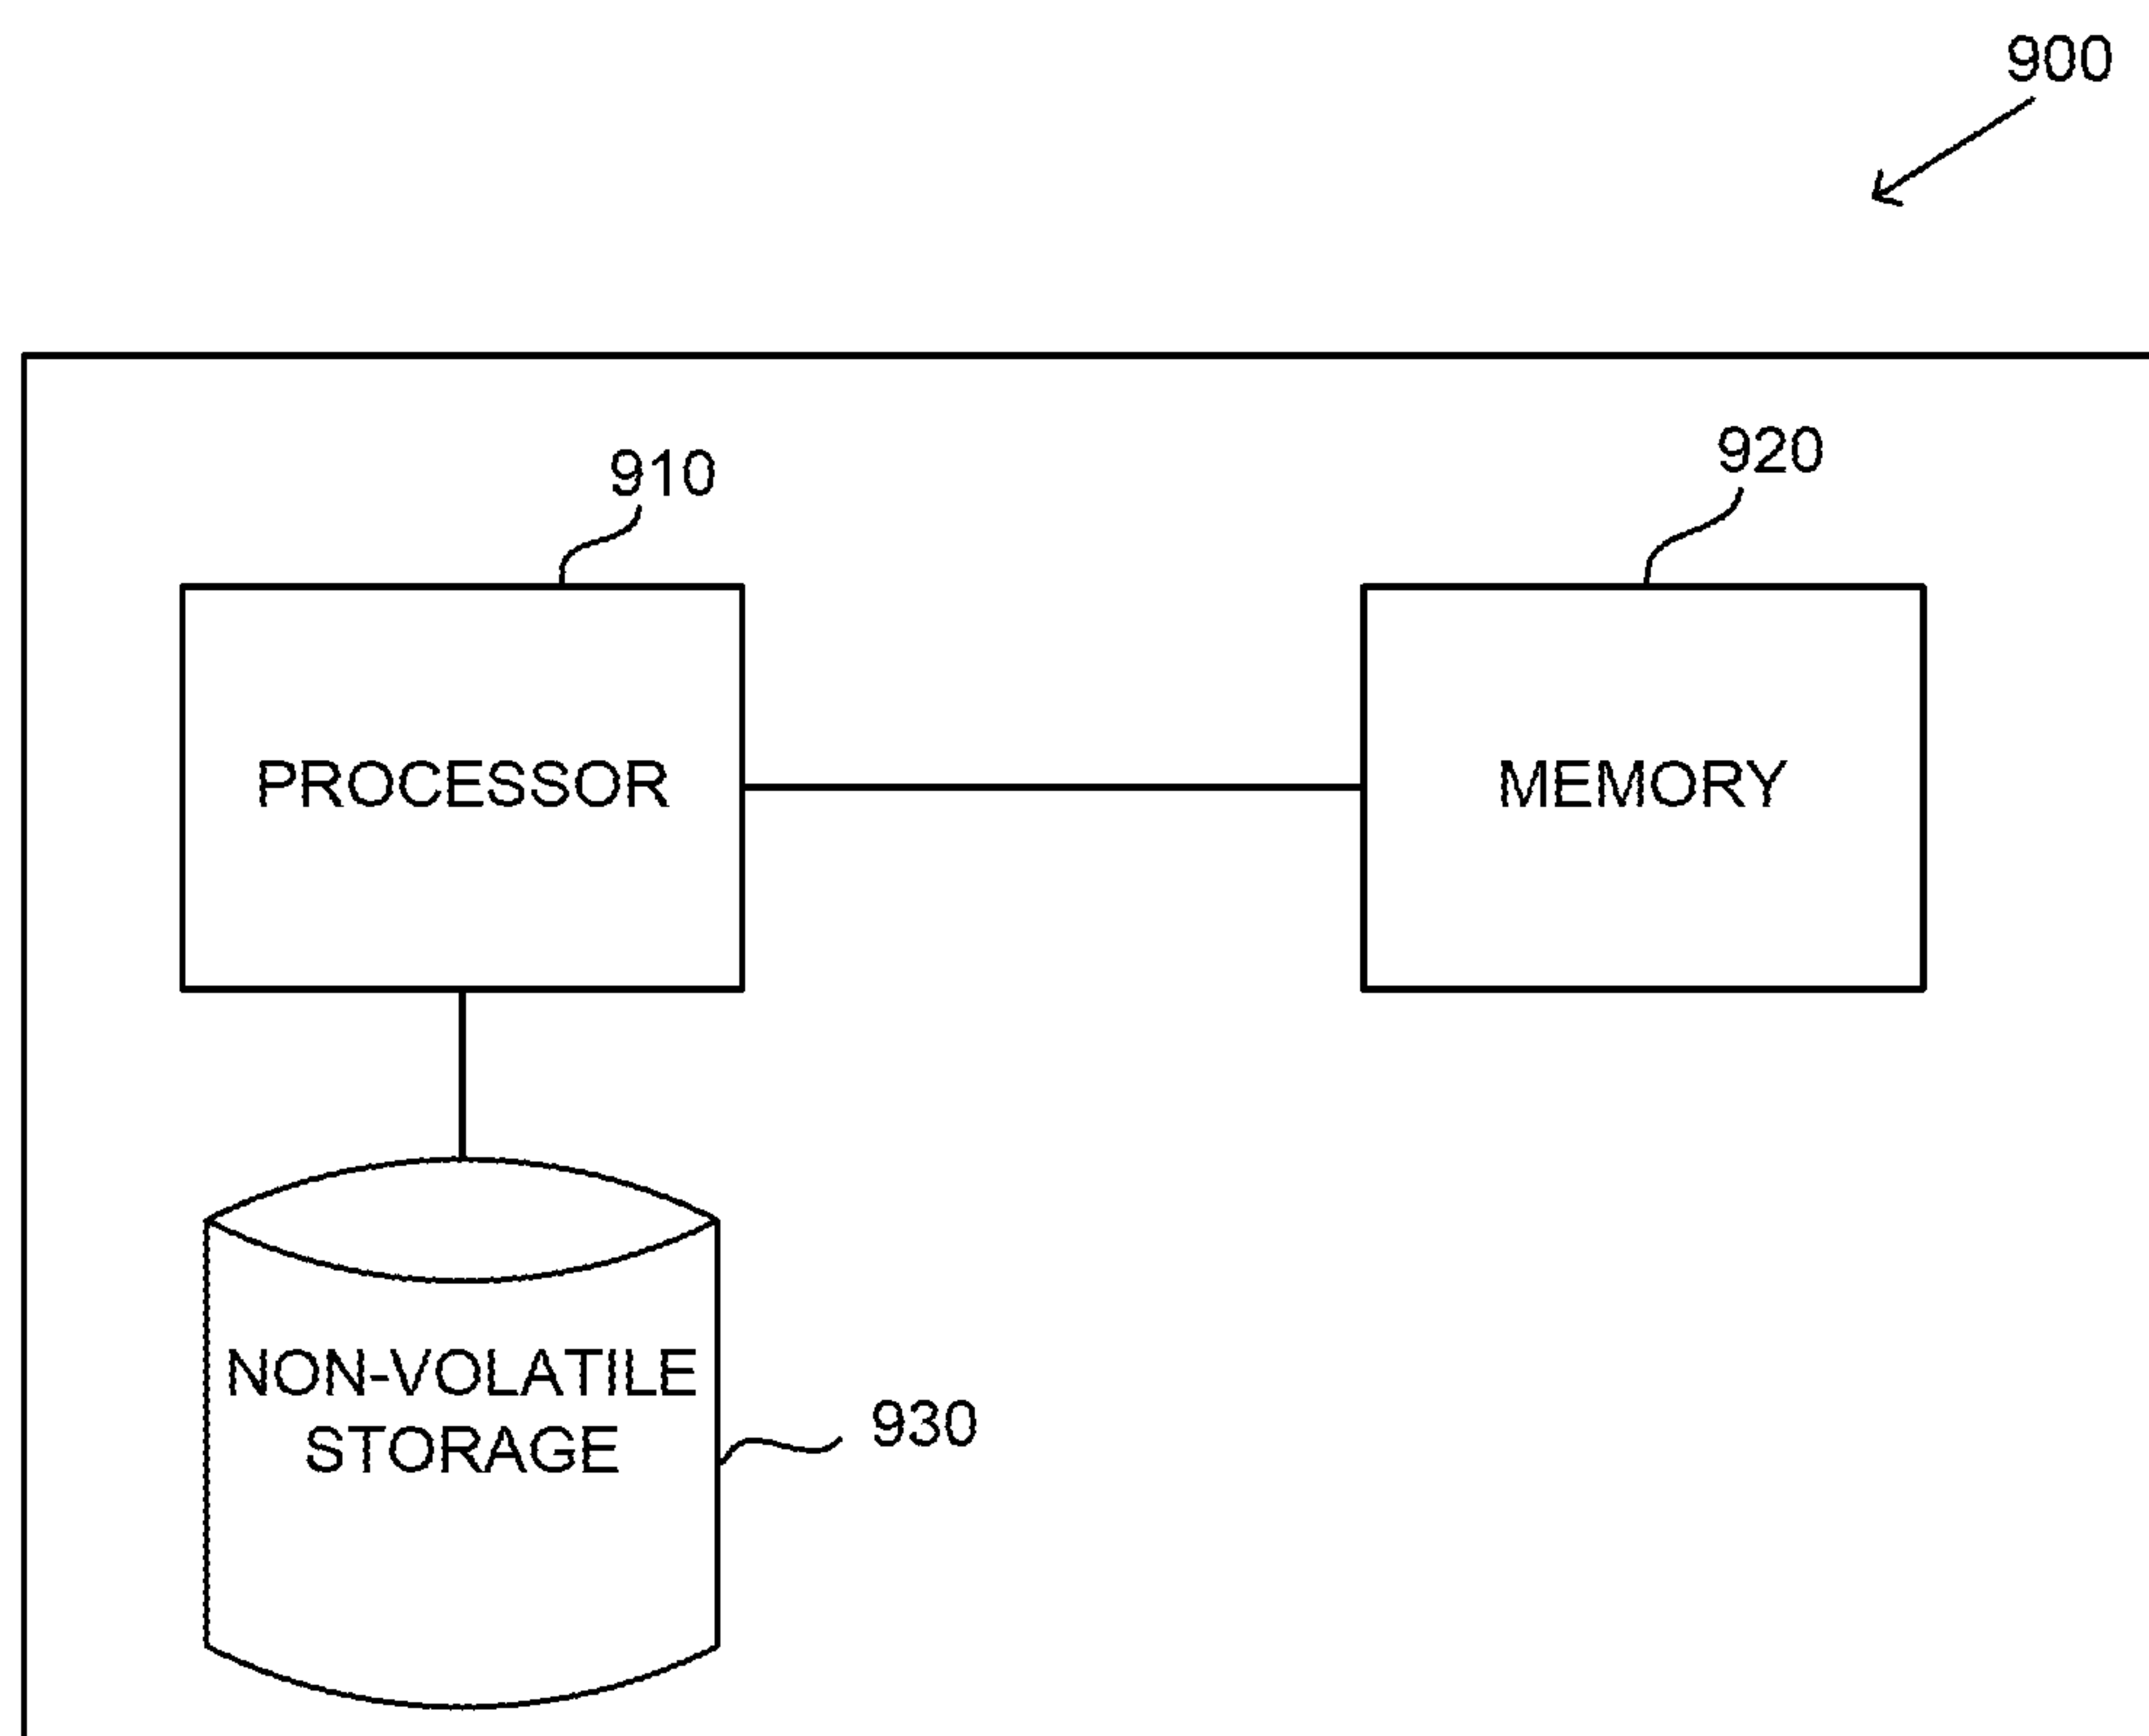 900
910
920
PROCESSOR
MEMORY
NON-VOLATILE
STORAGE
930